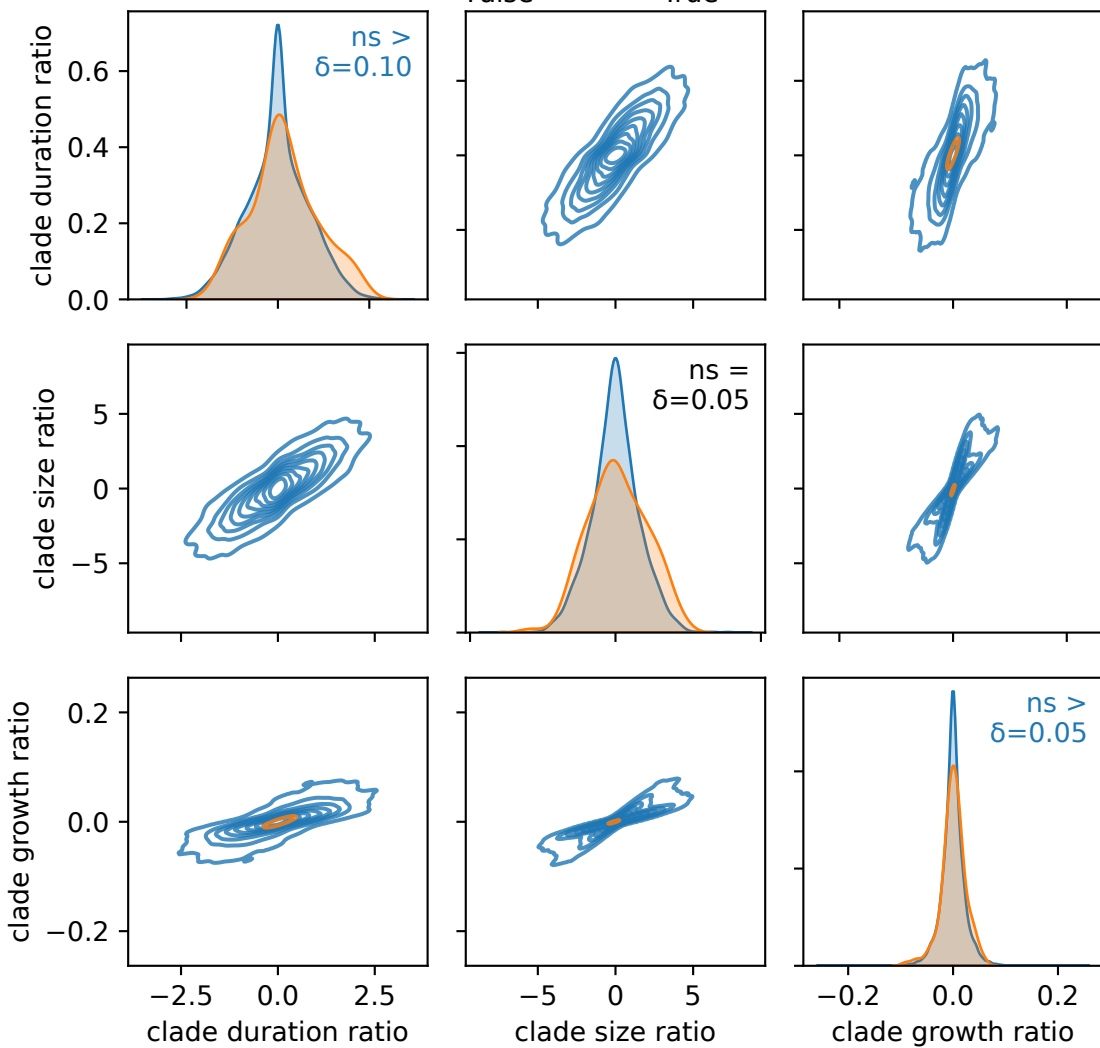 clade duration ratio
0.6
0.4
0.2
0.0
ns >
δ=0.10
clade size ratio
5
0
−5
ns =
δ=0.05
clade growth ratio
0.2
0.0
−0.2
ns >
δ=0.05
−2.5 0.0 2.5
clade duration ratio
−5 0 5
clade size ratio
−0.2 0.0 0.2
clade growth ratio